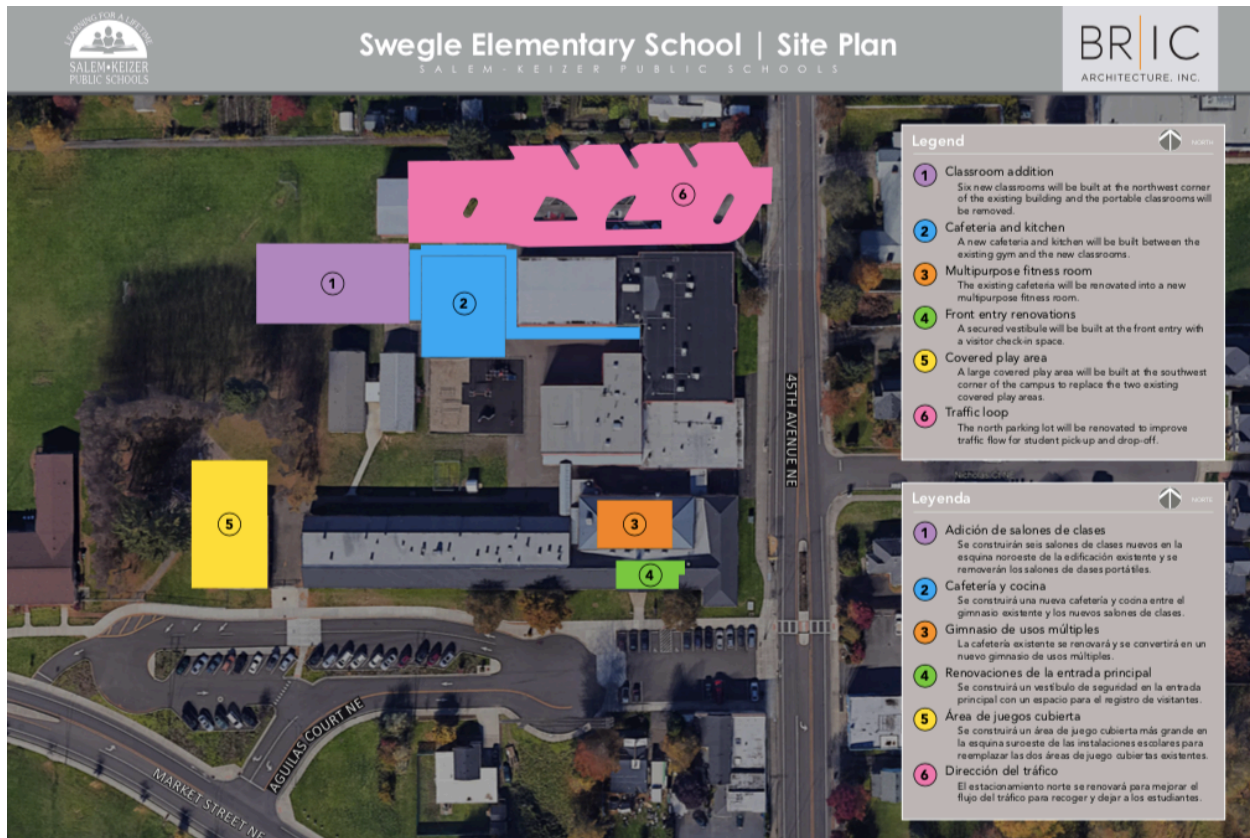 LEARNING FOR A LIFETIME
SALEM•KEIZER
PUBLIC SCHOOLS
Swegle Elementary School | Site Plan
SALEM-KEIZER PUBLIC SCHOOLS
BR|IC
ARCHITECTURE, INC.
Legend
NORTH
1 Classroom addition
Six new classrooms will be built at the northwest corner
of the existing building and the portable classrooms will
be removed.
2 Cafeteria and kitchen
A new cafeteria and kitchen will be built between the
existing gym and the new classrooms.
3 Multipurpose fitness room
The existing cafeteria will be renovated into a new
multipurpose fitness room.
4 Front entry renovations
A secured vestibule will be built at the front entry with
a visitor check-in space.
5 Covered play area
A large covered play area will be built at the southwest
corner of the campus to replace the two existing
covered play areas.
6 Traffic loop
The north parking lot will be renovated to improve
traffic flow for student pick-up and drop-off.
6
1
2
45TH AVENUE NE
5
3
4
AGUILAS COURT NE
MARKET STREET NE
Leyenda
NORTE
1 Adición de salones de clases
Se construirán seis salones de clases nuevos en la
esquina noroeste de la edificación existente y se
removerán los salones de clases portátiles.
2 Cafetería y cocina
Se construirá una nueva cafetería y cocina entre el
gimnasio existente y los nuevos salones de clases.
3 Gimnasio de usos múltiples
La cafetería existente se renovará y se convertirá en un
nuevo gimnasio de usos múltiples.
4 Renovaciones de la entrada principal
Se construirá un vestíbulo de seguridad en la entrada
principal con un espacio para el registro de visitantes.
5 Área de juegos cubierta
Se construirá un área de juego cubierta más grande en
la esquina suroeste de las instalaciones escolares para
reemplazar las dos áreas de juego cubiertas existentes.
6 Dirección del tráfico
El estacionamiento norte se renovará para mejorar el
flujo del tráfico para recoger y dejar a los estudiantes.